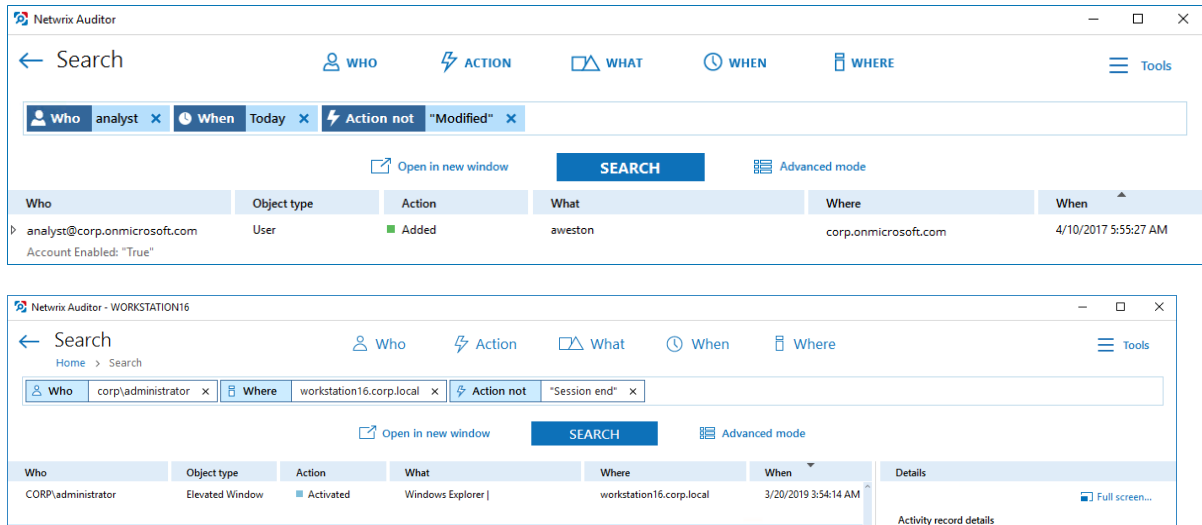 Netwrix Auditor
Search
WHO ACTION WHAT WHEN WHERE
Tools
Who analyst When Today Action not "Modified"
Open in new window SEARCH Advanced mode
Who Object type Action What Where When
analyst@corp.onmicrosoft.com User Added aweston corp.onmicrosoft.com 4/10/2017 5:55:27 AM
Account Enabled: "True"
Netwrix Auditor - WORKSTATION16
Search
Who Action What When Where
Tools
Home > Search
Who corp\administrator Where workstation16.corp.local Action not "Session end"
Open in new window SEARCH Advanced mode
Who Object type Action What Where When Details
CORP\administrator Elevated Window Activated Windows Explorer | workstation16.corp.local 3/20/2019 3:54:14 AM
Full screen...
Activity record details